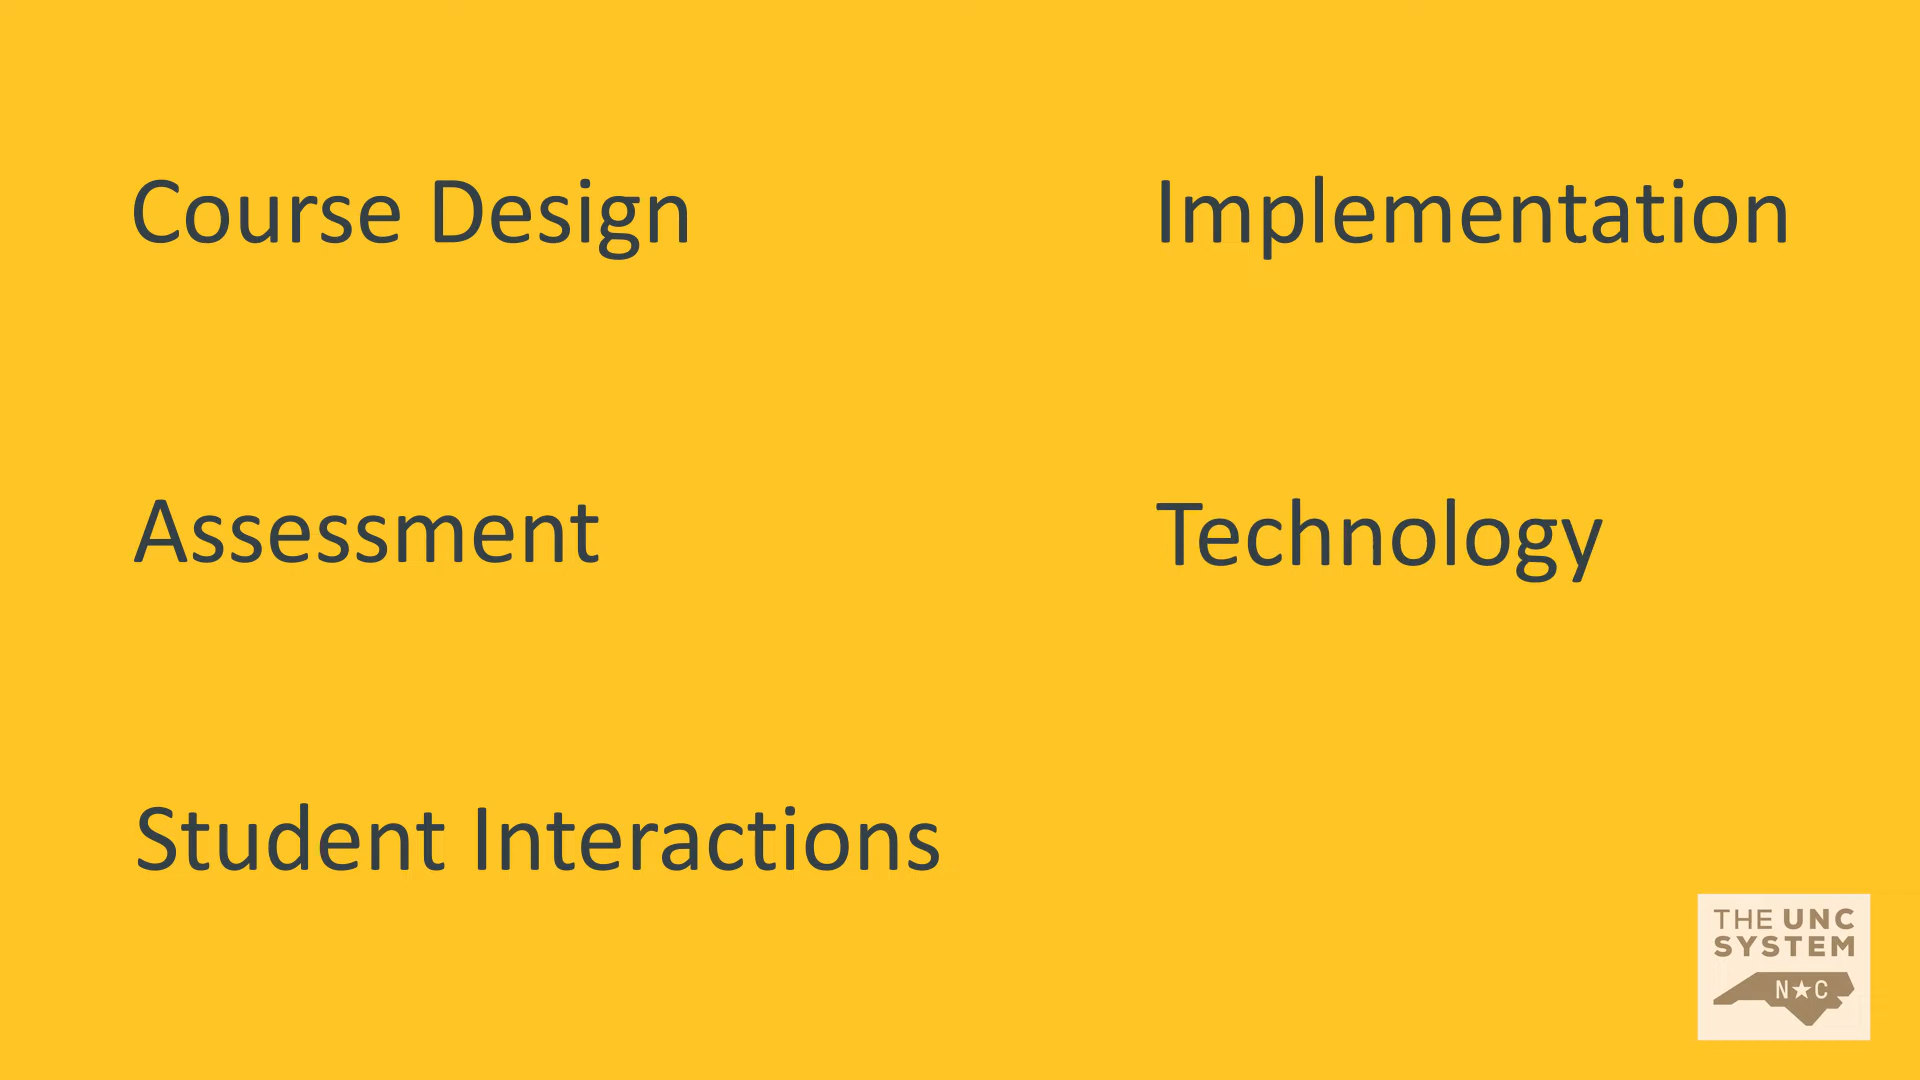 Course Design
Implementation
Assessment
Technology
Student Interactions
THE UNC
SYSTEM
N★C